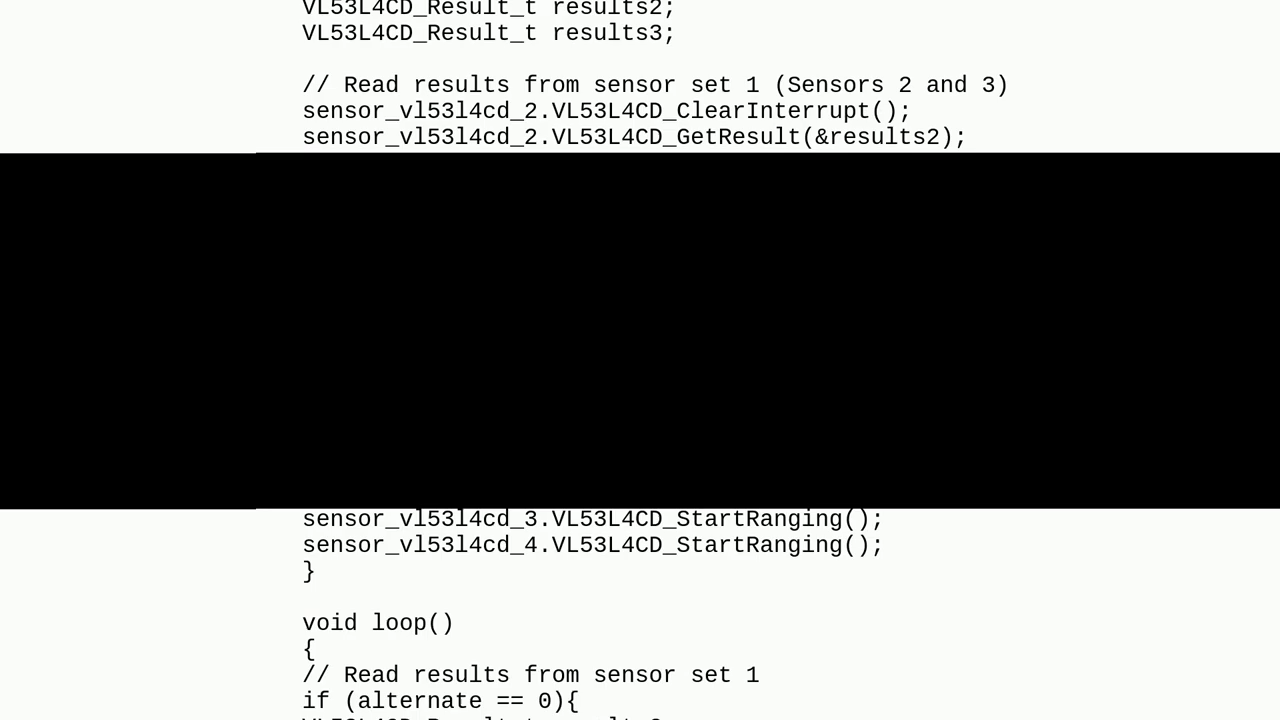 VL53L4CD_Result_t results2;
VL53L4CD_Result_t results3;
// Read results from sensor set 1 (Sensors 2 and 3)
sensor_vl53l4cd_2.VL53L4CD_ClearInterrupt();
sensor_vl53l4cd_2.VL53L4CD_GetResult(&results2);
sensor_vl53l4cd_3.VL53L4CD_StartRanging();
sensor_vl53l4cd_4.VL53L4CD_StartRanging();
}
void loop()
{
// Read results from sensor set 1
if (alternate == 0){